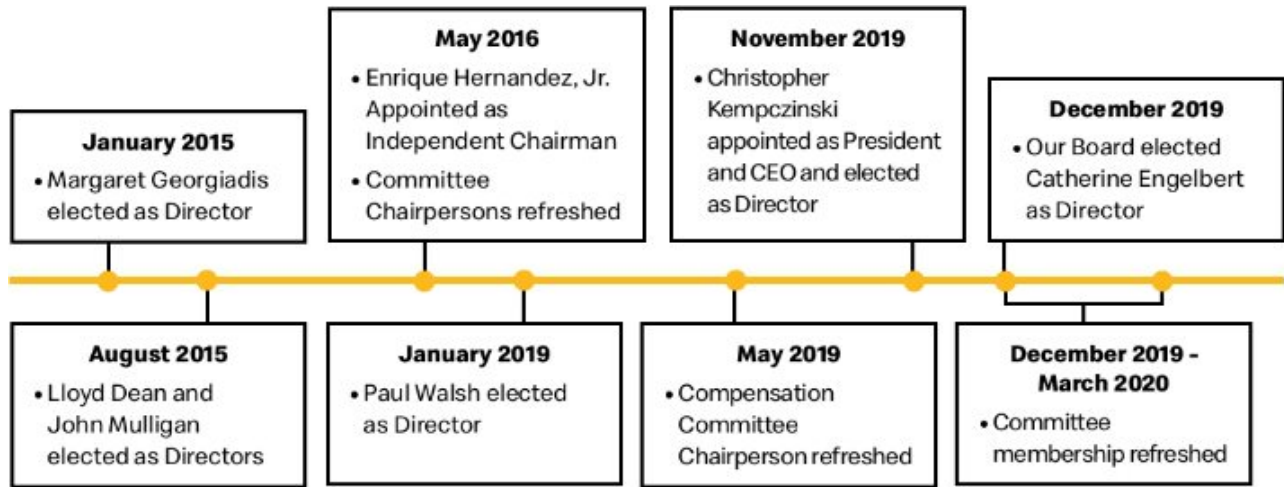 January 2015
• Margaret Georgiadis
elected as Director
August 2015
• Lloyd Dean and
John Mulligan
elected as Directors
May 2016
• Enrique Hernandez, Jr.
Appointed as
Independent Chairman
• Committee
Chairpersons refreshed
January 2019
• Paul Walsh elected
as Director
May 2019
• Compensation
Committee
Chairperson refreshed
November 2019
• Christopher
Kempczinski
appointed as President
and CEO and elected
as Director
December 2019
• Our Board elected
Catherine Engelbert
as Director
December 2019 –
March 2020
• Committee
membership refreshed